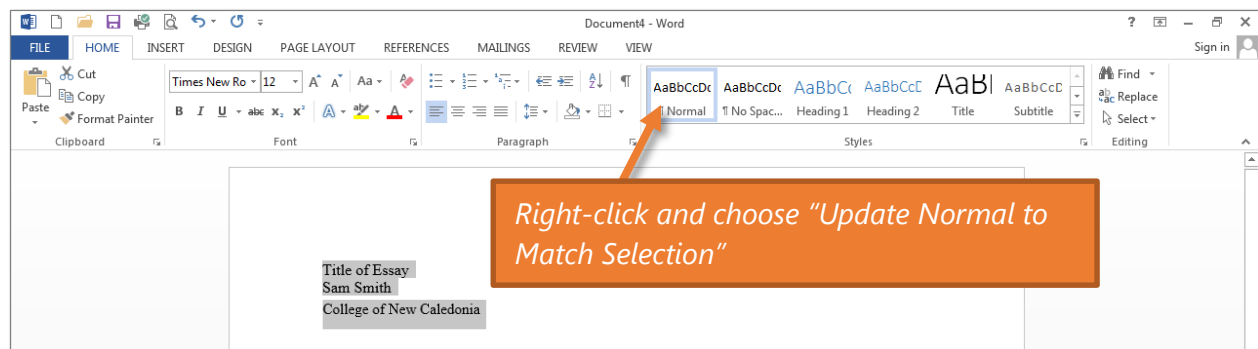 Document4 - Word
FILE HOME INSERT DESIGN PAGE LAYOUT REFERENCES MAILINGS REVIEW VIEW Sign in
Cut
Copy
Format Painter
Paste
Clipboard
Times New Ro 12
Font
Paragraph
AaBbCcDc AaBbCcDc AaBbCc AaBbCcC AaBl AaBbCcC
¶ Normal ¶ No Spac... Heading 1 Heading 2 Title Subtitle
Styles
Find
Replace
Select
Editing
Right-click and choose “Update Normal to
Match Selection”
Title of Essay
Sam Smith
College of New Caledonia